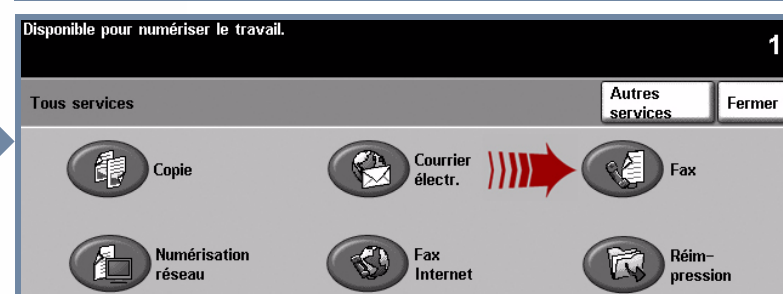 Disponible pour numériser le travail.
1
Tous services
Autres
services
Fermer
Copie
Courrier
électr.
Fax
Numérisation
réseau
Fax
Internet
Réim-
pression